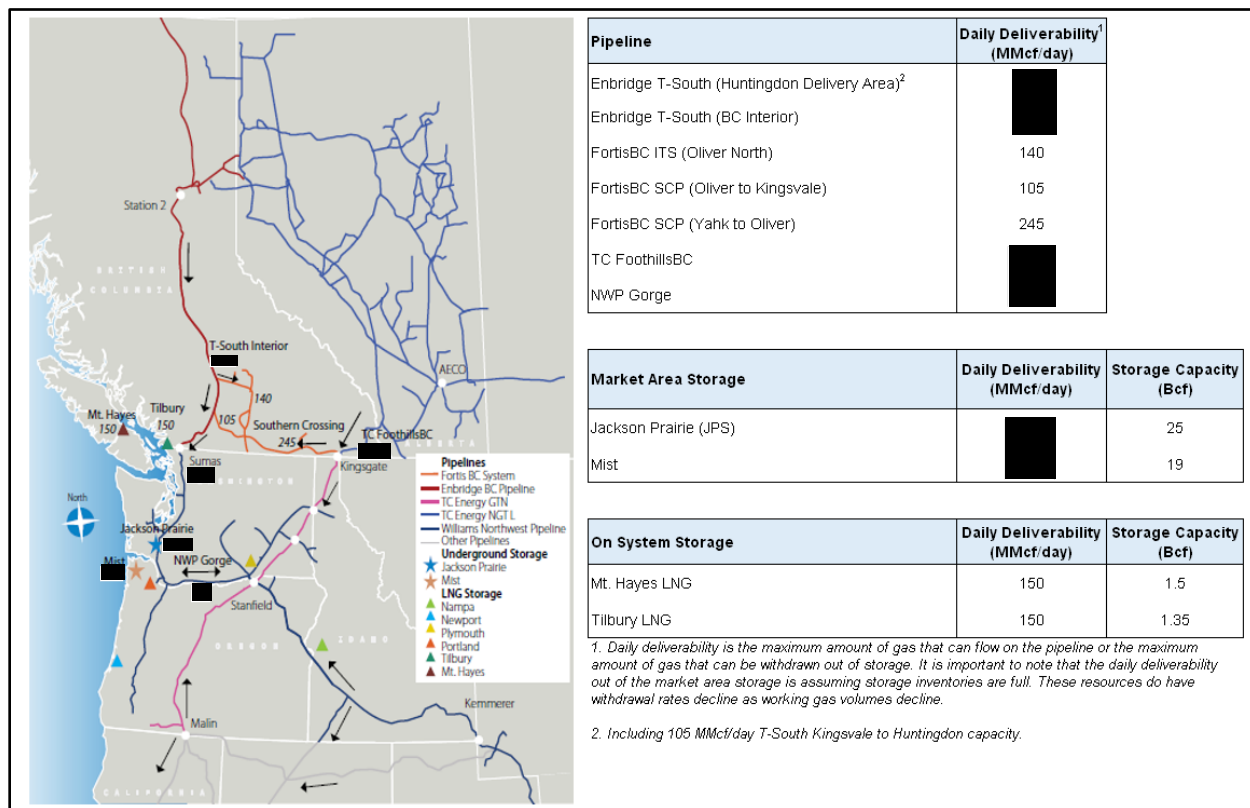 Station 2
BRITISH
COLUMBIA
T-South Interior
AECO
140
Mt. Hayes
150
Tilbury
150
105
Southern Crossing
245
TC FoothillsBC
ALBERTA
Sumas
Kingsgate
WASHINGTON
North
Jackson Prairie
Mist
NWP Gorge
Stanfield
OREGON
IDAHO
Malin
Kemmerer
CALIFORNIA
Pipelines
Fortis BC System
Enbridge BC Pipeline
TC Energy GTN
TC Energy NGT L
Williams Northwest Pipeline
Other Pipelines
Underground Storage
Jackson Prairie
Mist
LNG Storage
Nampa
Newport
Plymouth
Portland
Tilbury
Mt. Hayes
Pipeline Daily Deliverability1
(MMcf/day)
Enbridge T-South (Huntingdon Delivery Area)2
Enbridge T-South (BC Interior)
FortisBC ITS (Oliver North) 140
FortisBC SCP (Oliver to Kingsvale) 105
FortisBC SCP (Yahk to Oliver) 245
TC FoothillsBC
NWP Gorge
Market Area Storage Daily Deliverability Storage Capacity
(MMcf/day) (Bcf)
Jackson Prairie (JPS) 25
Mist 19
On System Storage Daily Deliverability Storage Capacity
(MMcf/day) (Bcf)
Mt. Hayes LNG 150 1.5
Tilbury LNG 150 1.35
1. Daily deliverability is the maximum amount of gas that can flow on the pipeline or the maximum
amount of gas that can be withdrawn out of storage. It is important to note that the daily deliverability
out of the market area storage is assuming storage inventories are full. These resources do have
withdrawal rates decline as working gas volumes decline.
2. Including 105 MMcf/day T-South Kingsvale to Huntingdon capacity.